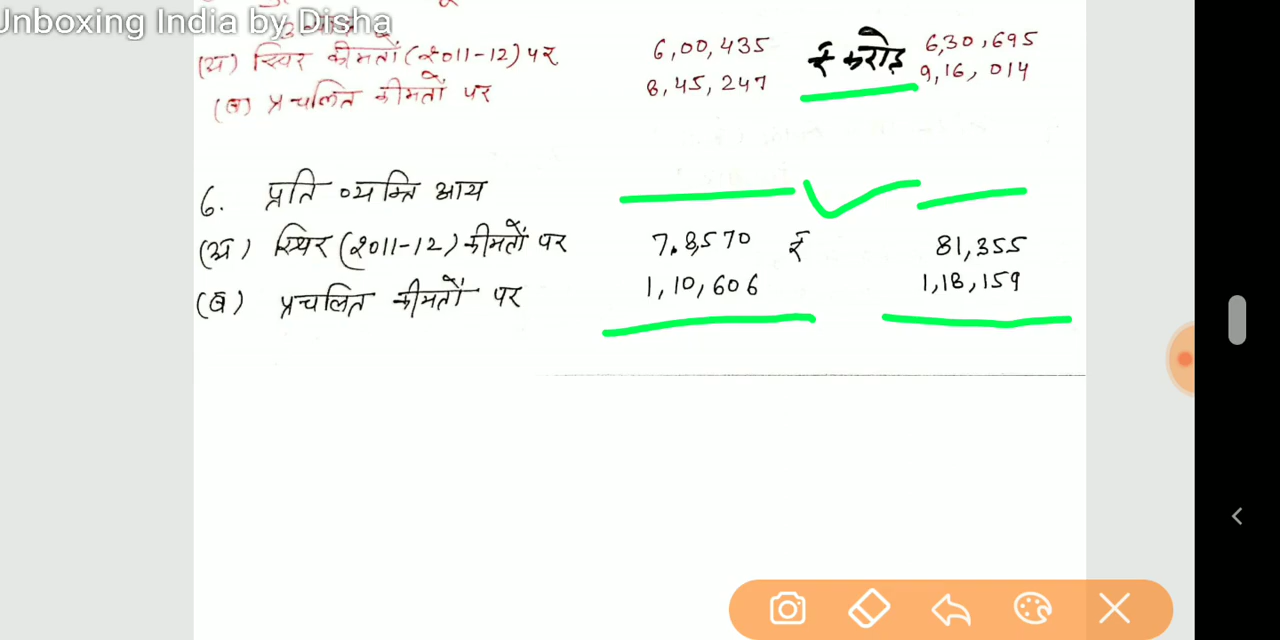 Unboxing India by Disha
(अ) स्थिर कीमतों (2011-12) पर 6,00,435 ₹ करोड़ 6,30,695
(ब) प्रचलित कीमतों पर 8,45,247 9,16,014
6. प्रति व्यक्ति आय
(अ) स्थिर (2011-12) कीमतों पर 7.8,570 ₹ 81,355
(ब) प्रचलित कीमतों पर 1,10,606 1,18,159